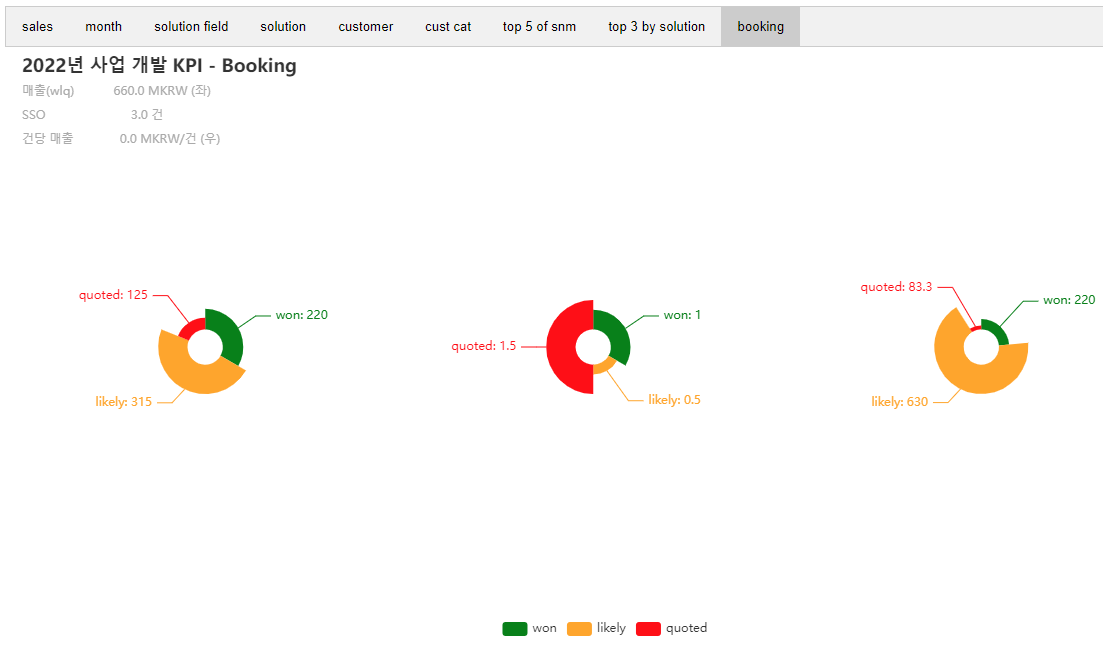 sales month solution field solution customer cust cat top 5 of snm top 3 by solution booking
2022년 사업 개발 KPI - Booking
매출(wlq) 660.0 MKRW (좌)
SSO 3.0 건
건당 매출 0.0 MKRW/건 (우)
quoted: 125
won: 220
likely: 315
won: 1
quoted: 1.5
likely: 0.5
quoted: 83.3
won: 220
likely: 630
won likely quoted